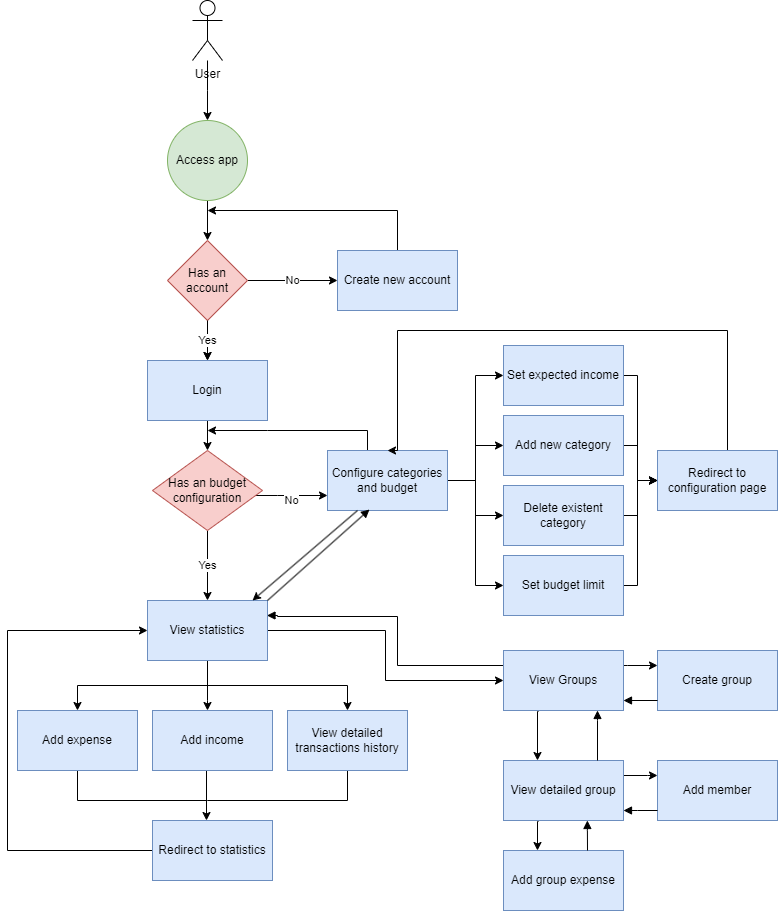 User
Access app
Has an
account
No
Create new account
Yes
Login
Has an budget
configuration
No
Configure categories
and budget
Set expected income
Add new category
Delete existent
category
Set budget limit
Redirect to
configuration page
Yes
View statistics
Add expense
Add income
View detailed
transactions history
Redirect to statistics
View Groups
Create group
View detailed group
Add member
Add group expense